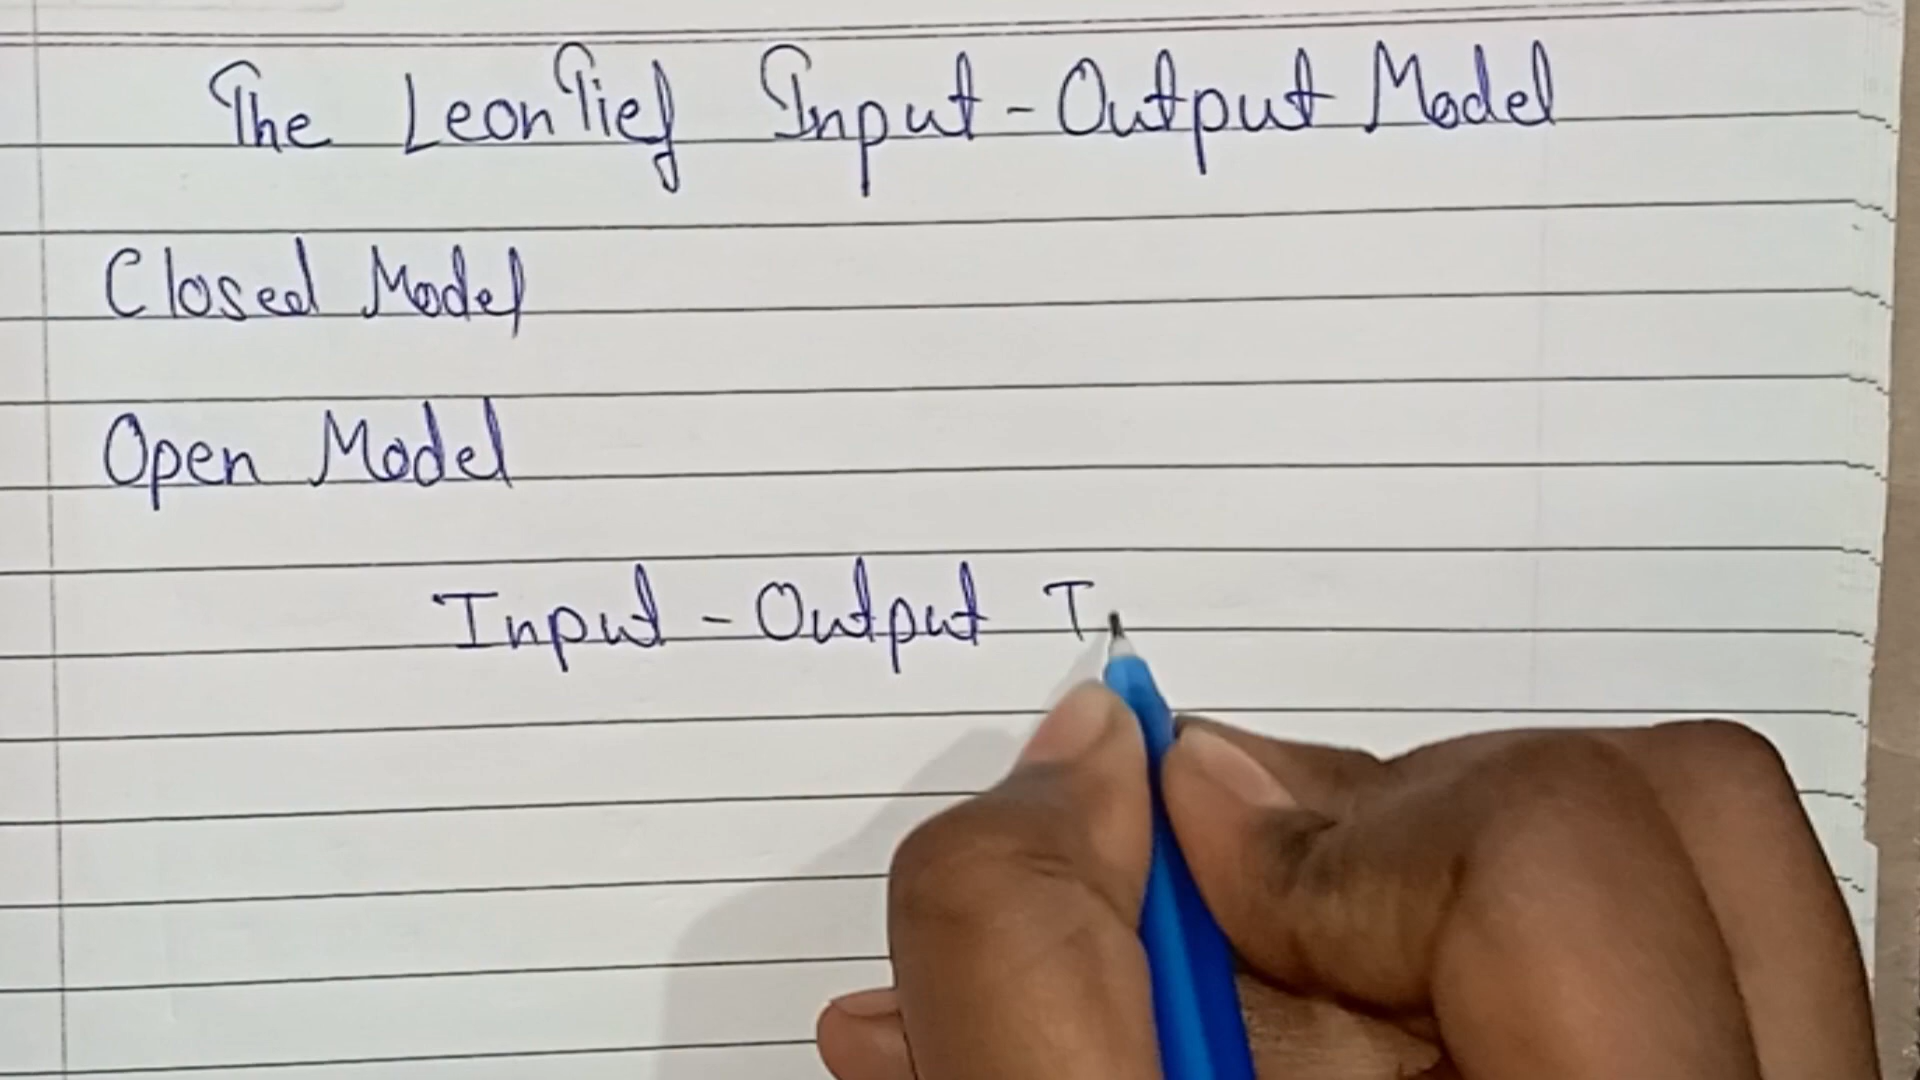 The Leontief Input-Output Model
Closed Model
Open Model
Input-Output T